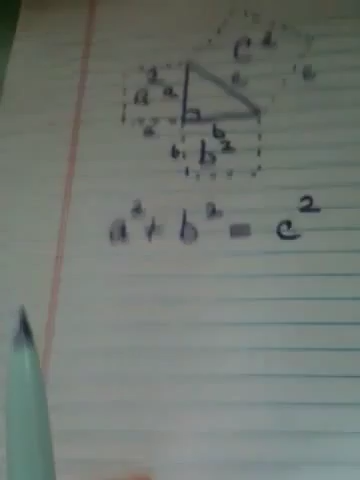 c²
a² a c c
a b
b b²
a² + b² = c²